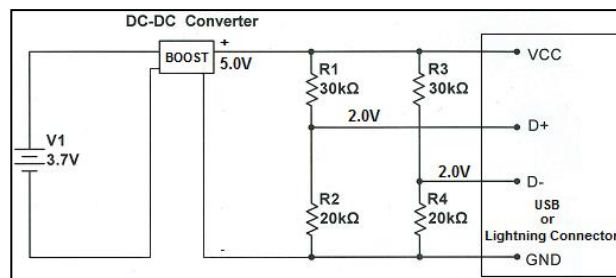 DC-DC Converter
BOOST
+
5.0V
R1
30kΩ
R3
30kΩ
VCC
2.0V
D+
V1
3.7V
2.0V
D-
R2
20kΩ
R4
20kΩ
USB
or
Lightning Connector
-
GND